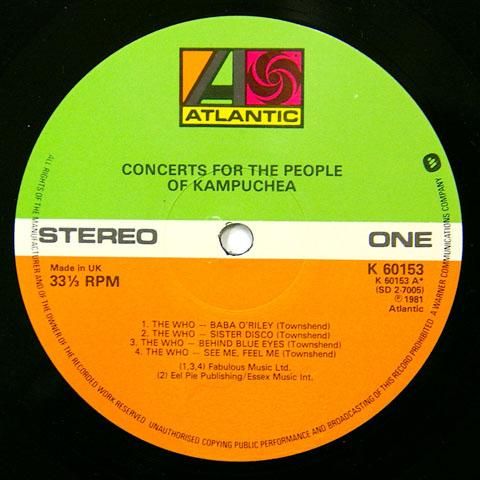 ATLANTIC
CONCERTS FOR THE PEOPLE
OF KAMPUCHEA
STEREO
ONE
Made in UK
33⅓ RPM
K 60153
K 60153 A*
(SD 2-7005)
℗ 1981
Atlantic
1. THE WHO — BABA O'RILEY (Townshend)
2. THE WHO — SISTER DISCO (Townshend)
3. THE WHO — BEHIND BLUE EYES (Townshend)
4. THE WHO — SEE ME, FEEL ME (Townshend)
(1,3,4) Fabulous Music Ltd.
(2) Eel Pie Publishing/Essex Music Int.
ALL RIGHTS OF THE MANUFACTURER AND OF THE OWNER OF THE RECORDED WORK RESERVED UNAUTHORISED COPYING PUBLIC PERFORMANCE AND BROADCASTING OF THIS RECORD PROHIBITED A WARNER COMMUNICATIONS COMPANY